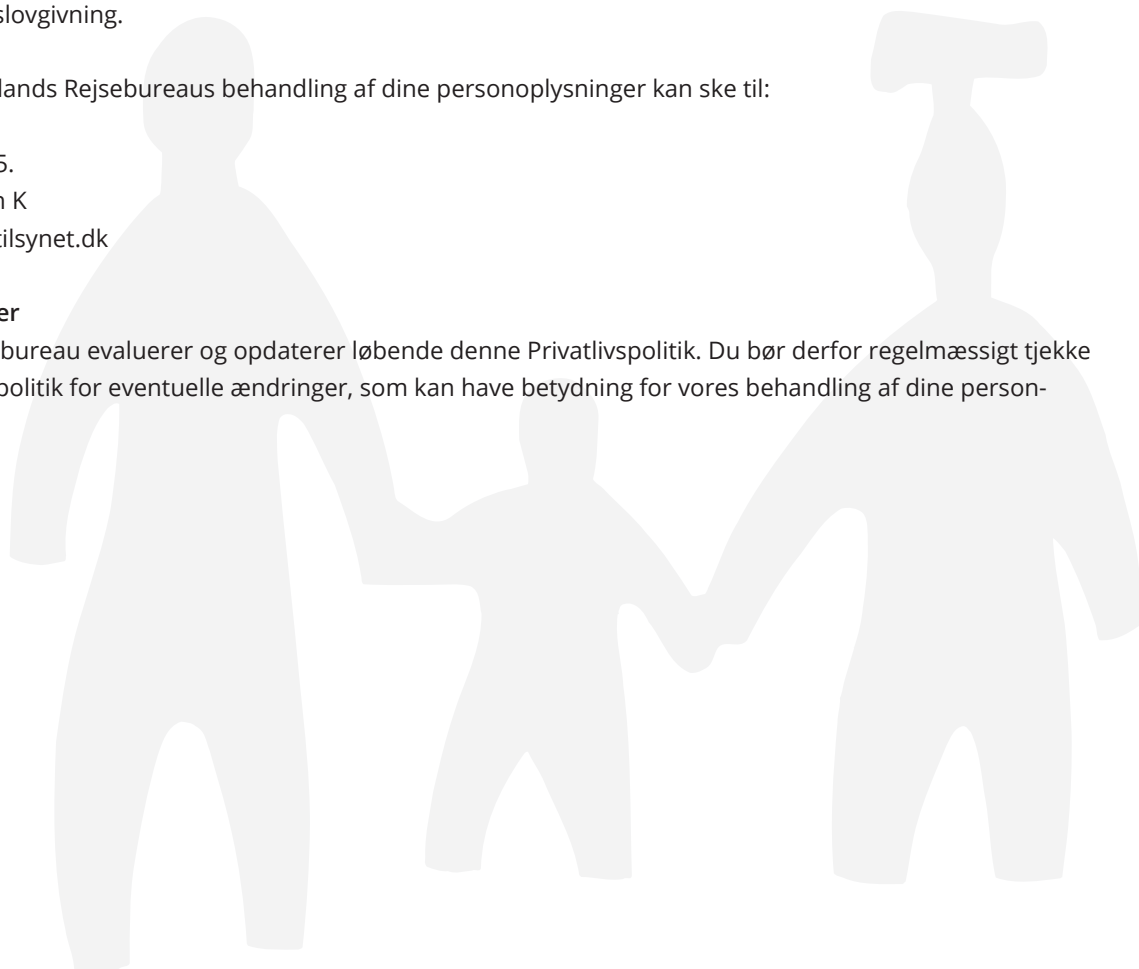 slovgivning.
lands Rejsebureaus behandling af dine personoplysninger kan ske til:
5.
n K
tilsynet.dk
er
bureau evaluerer og opdaterer løbende denne Privatlivspolitik. Du bør derfor regelmæssigt tjekke
politik for eventuelle ændringer, som kan have betydning for vores behandling af dine person-